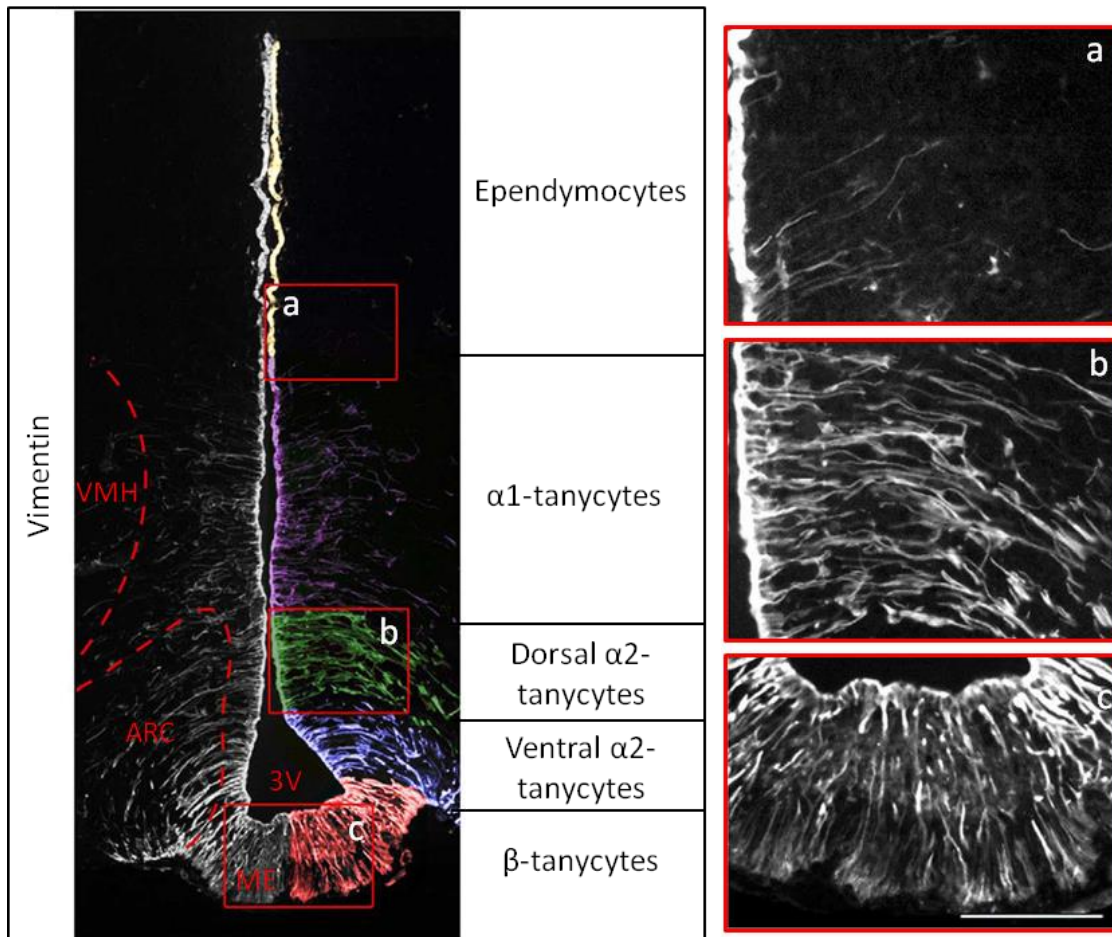 Vimentin
VMH
ARC
3V
ME
a
b
c
Ependymocytes
α1-tanycytes
Dorsal α2-
tanycytes
Ventral α2-
tanycytes
β-tanycytes
a
b
c